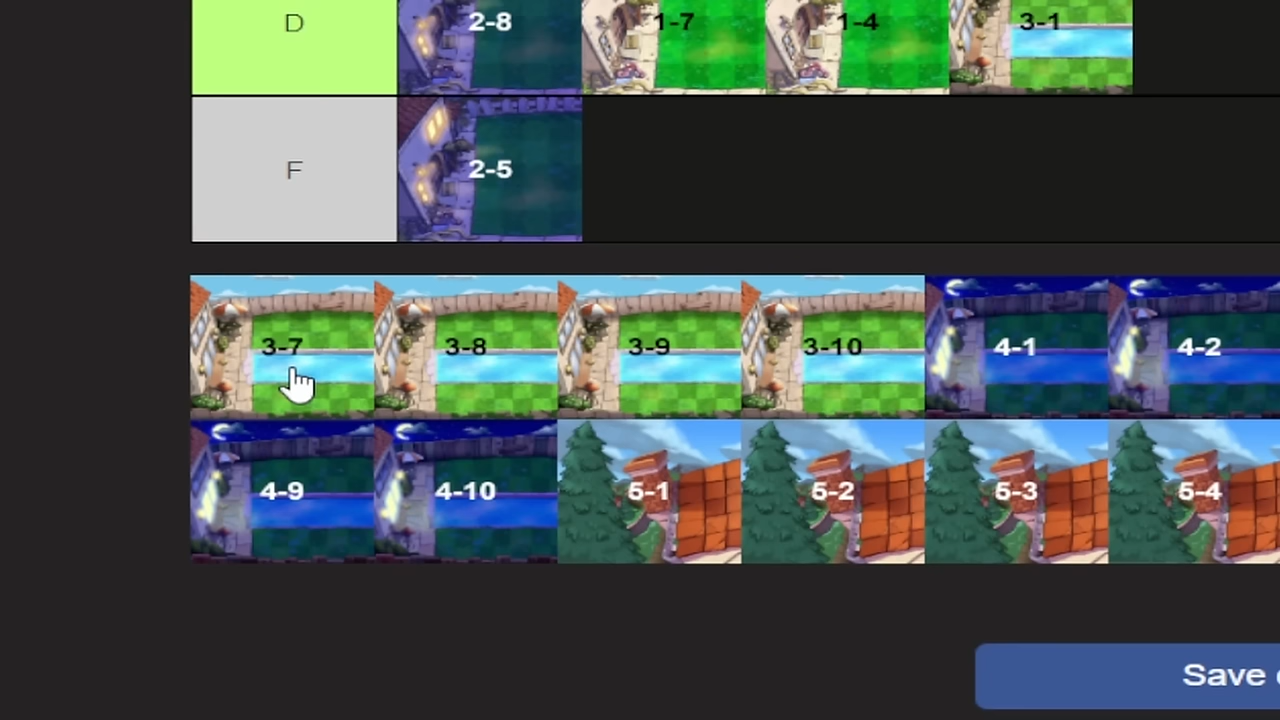 D 2-8 1-7 1-4 3-1
F 2-5
3-7 3-8 3-9 3-10 4-1 4-2
4-9 4-10 5-1 5-2 5-3 5-4
Save